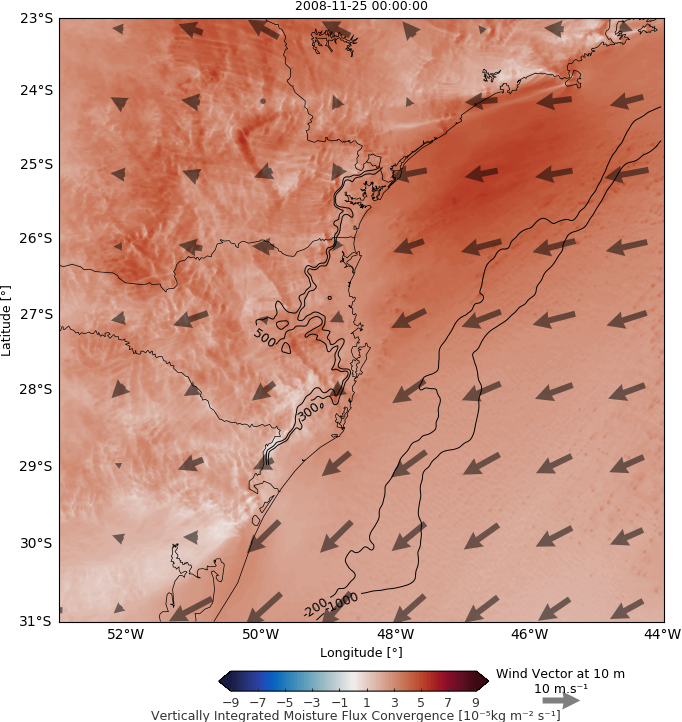 2008-11-25 00:00:00
23°S
24°S
25°S
26°S
27°S
28°S
29°S
30°S
31°S
Latitude [°]
500
300
-200
-1000
52°W 50°W 48°W 46°W 44°W
Longitude [°]
−9 −7 −5 −3 −1 1 3 5 7 9
Vertically Integrated Moisture Flux Convergence [10⁻⁵kg m⁻² s⁻¹]
Wind Vector at 10 m
10 m.s⁻¹